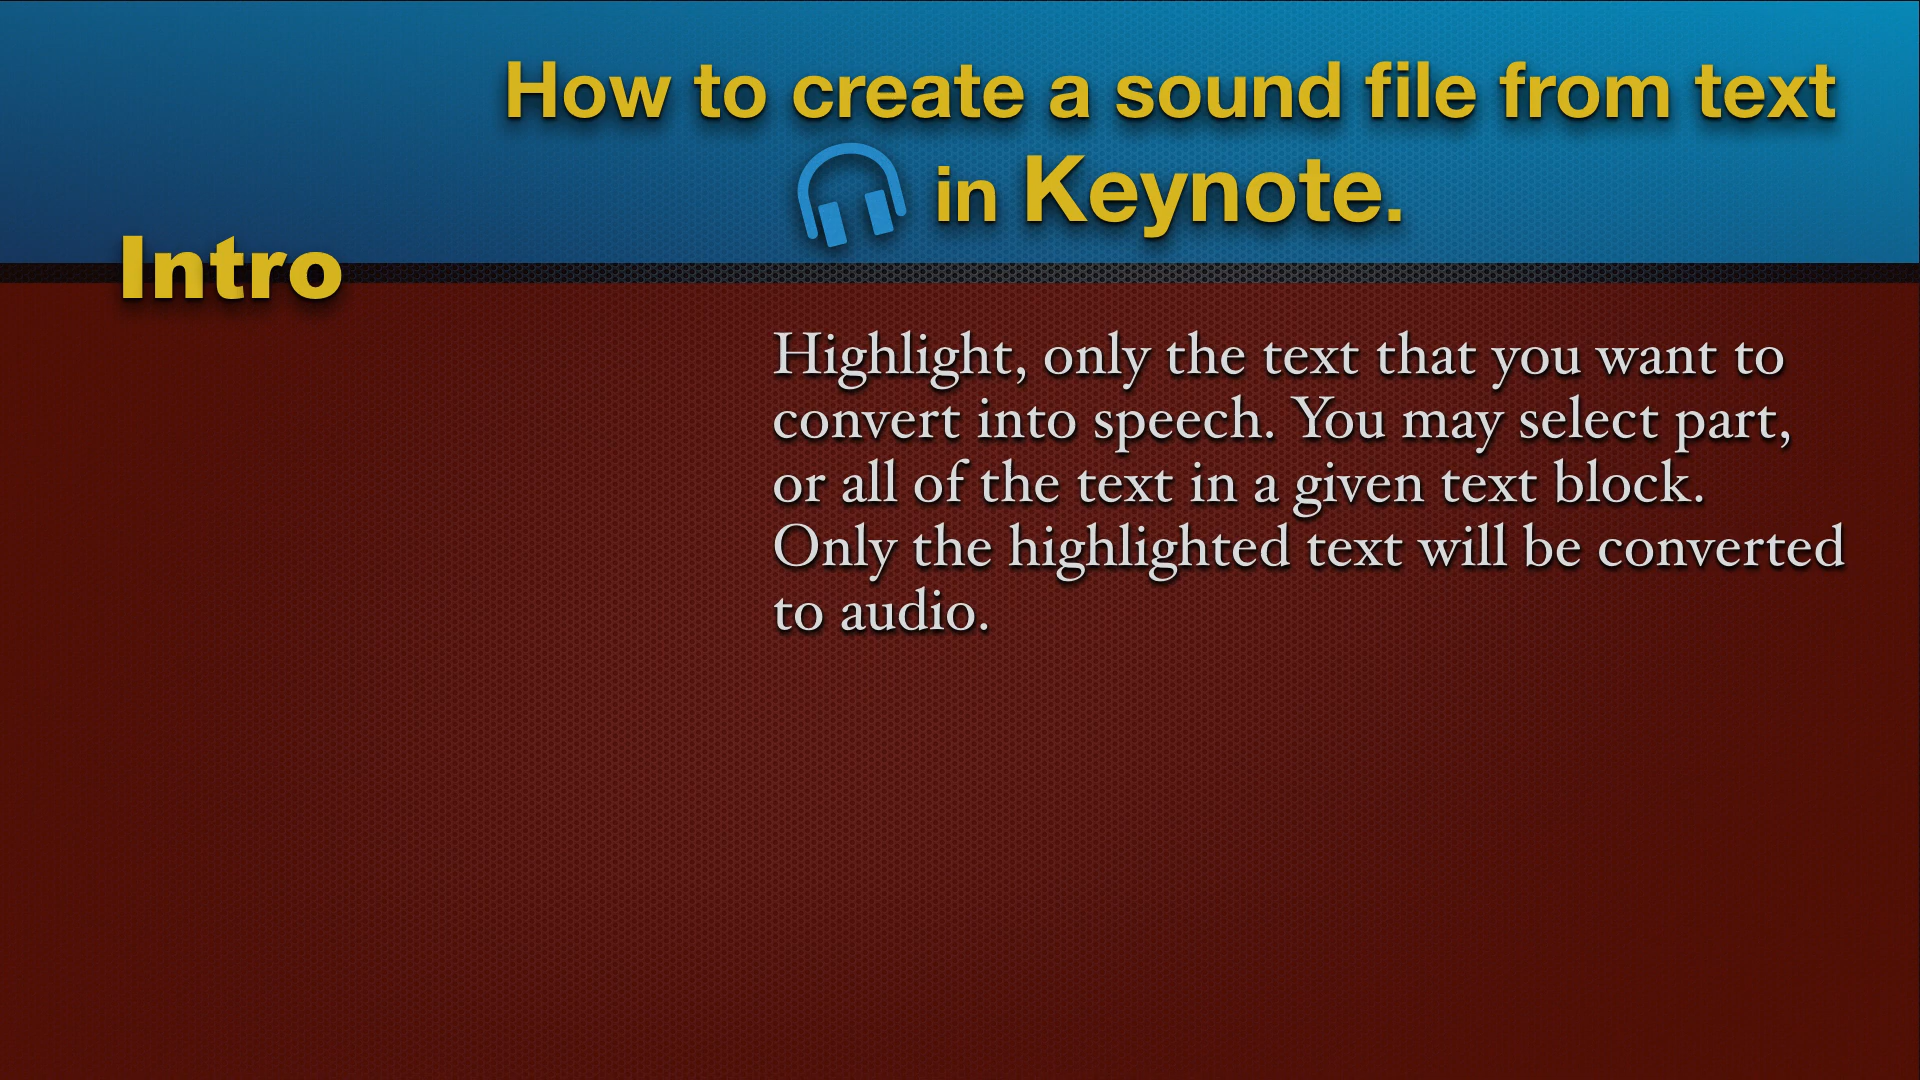 How to create a sound file from text
in Keynote.
Intro
Highlight, only the text that you want to
convert into speech. You may select part,
or all of the text in a given text block.
Only the highlighted text will be converted
to audio.